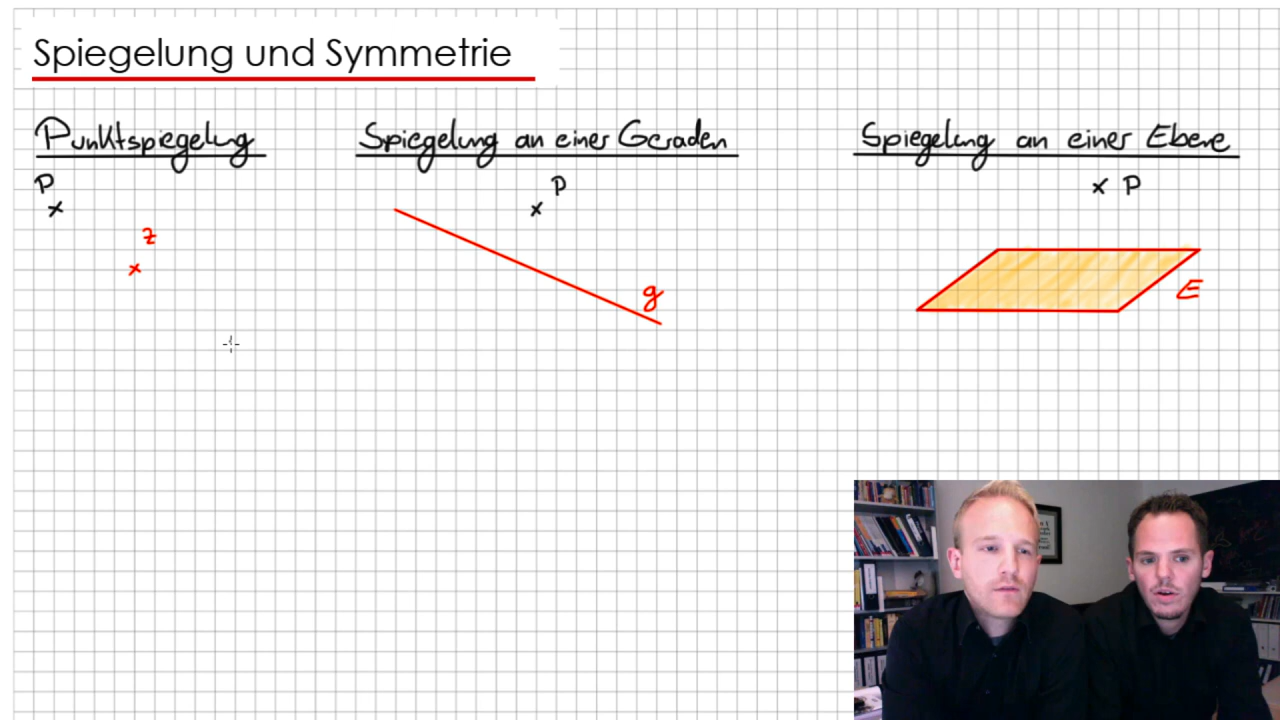 Spiegelung und Symmetrie
Punktspiegelung
P
z
Spiegelung an einer Geraden
P
g
Spiegelung an einer Ebene
P
E